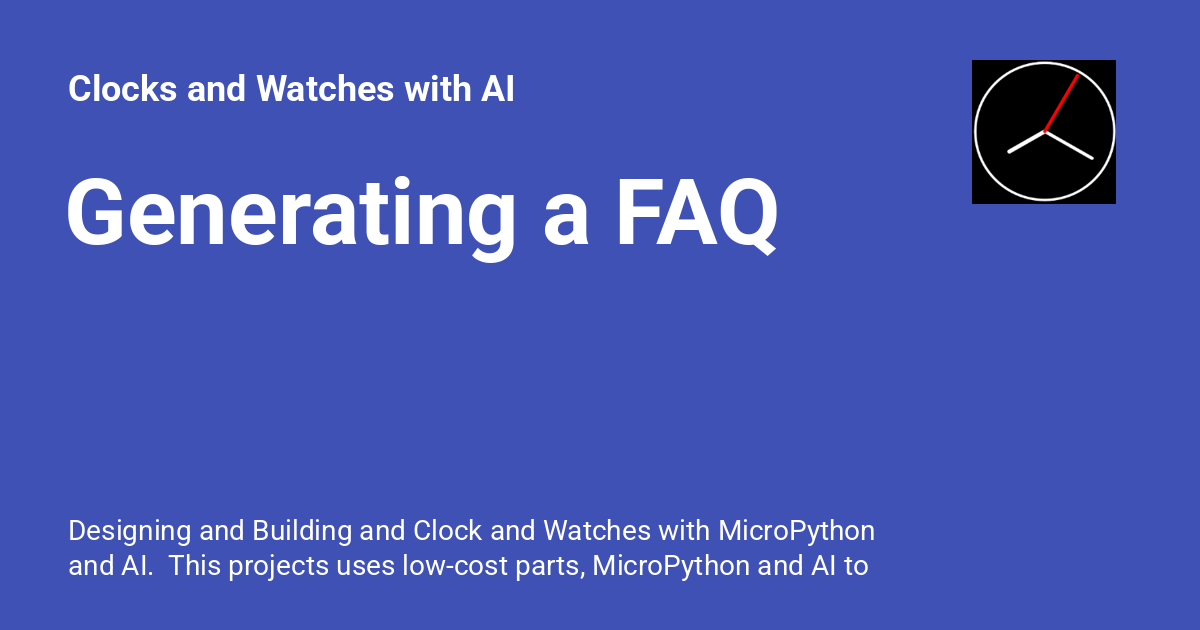 Clocks and Watches with AI
Generating a FAQ
Designing and Building and Clock and Watches with MicroPython
and AI.  This projects uses low-cost parts, MicroPython and AI to